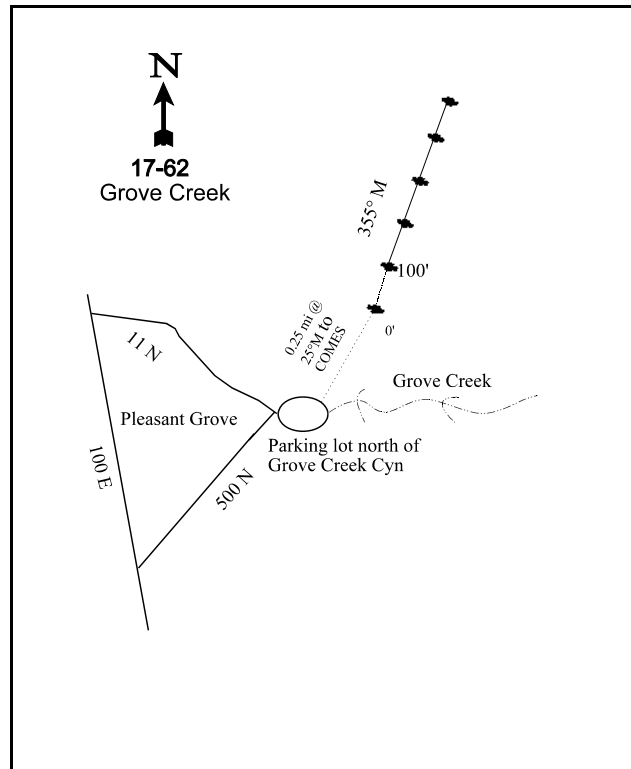 N
17-62
Grove Creek
355° M
100'
0'
0.25 mi @
25°M to
COMES
11 N
Grove Creek
Pleasant Grove
Parking lot north of
Grove Creek Cyn
100 E
500 N